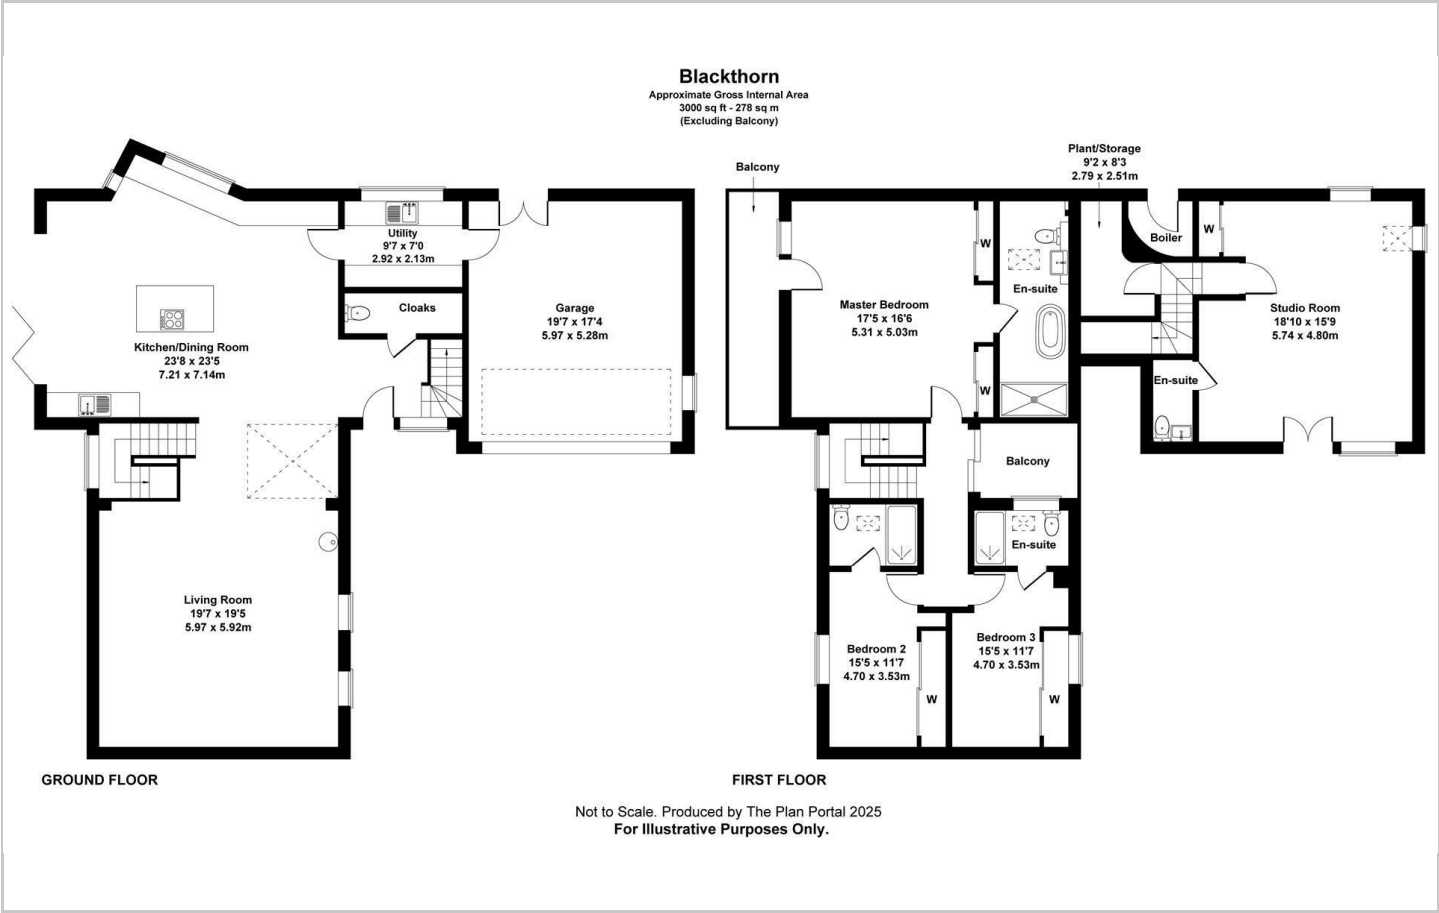 Blackthorn
Approximate Gross Internal Area
3000 sq ft - 278 sq m
(Excluding Balcony)
Utility
9'7 x 7'0
2.92 x 2.13m
Cloaks
Garage
19'7 x 17'4
5.97 x 5.28m
Kitchen/Dining Room
23'8 x 23'5
7.21 x 7.14m
Living Room
19'7 x 19'5
5.97 x 5.92m
GROUND FLOOR
Balcony
Plant/Storage
9'2 x 8'3
2.79 x 2.51m
W
Boiler
W
En-suite
Master Bedroom
17'5 x 16'6
5.31 x 5.03m
Studio Room
18'10 x 15'9
5.74 x 4.80m
W
En-suite
Balcony
En-suite
Bedroom 2
15'5 x 11'7
4.70 x 3.53m
W
Bedroom 3
15'5 x 11'7
4.70 x 3.53m
W
FIRST FLOOR
Not to Scale. Produced by The Plan Portal 2025
For Illustrative Purposes Only.